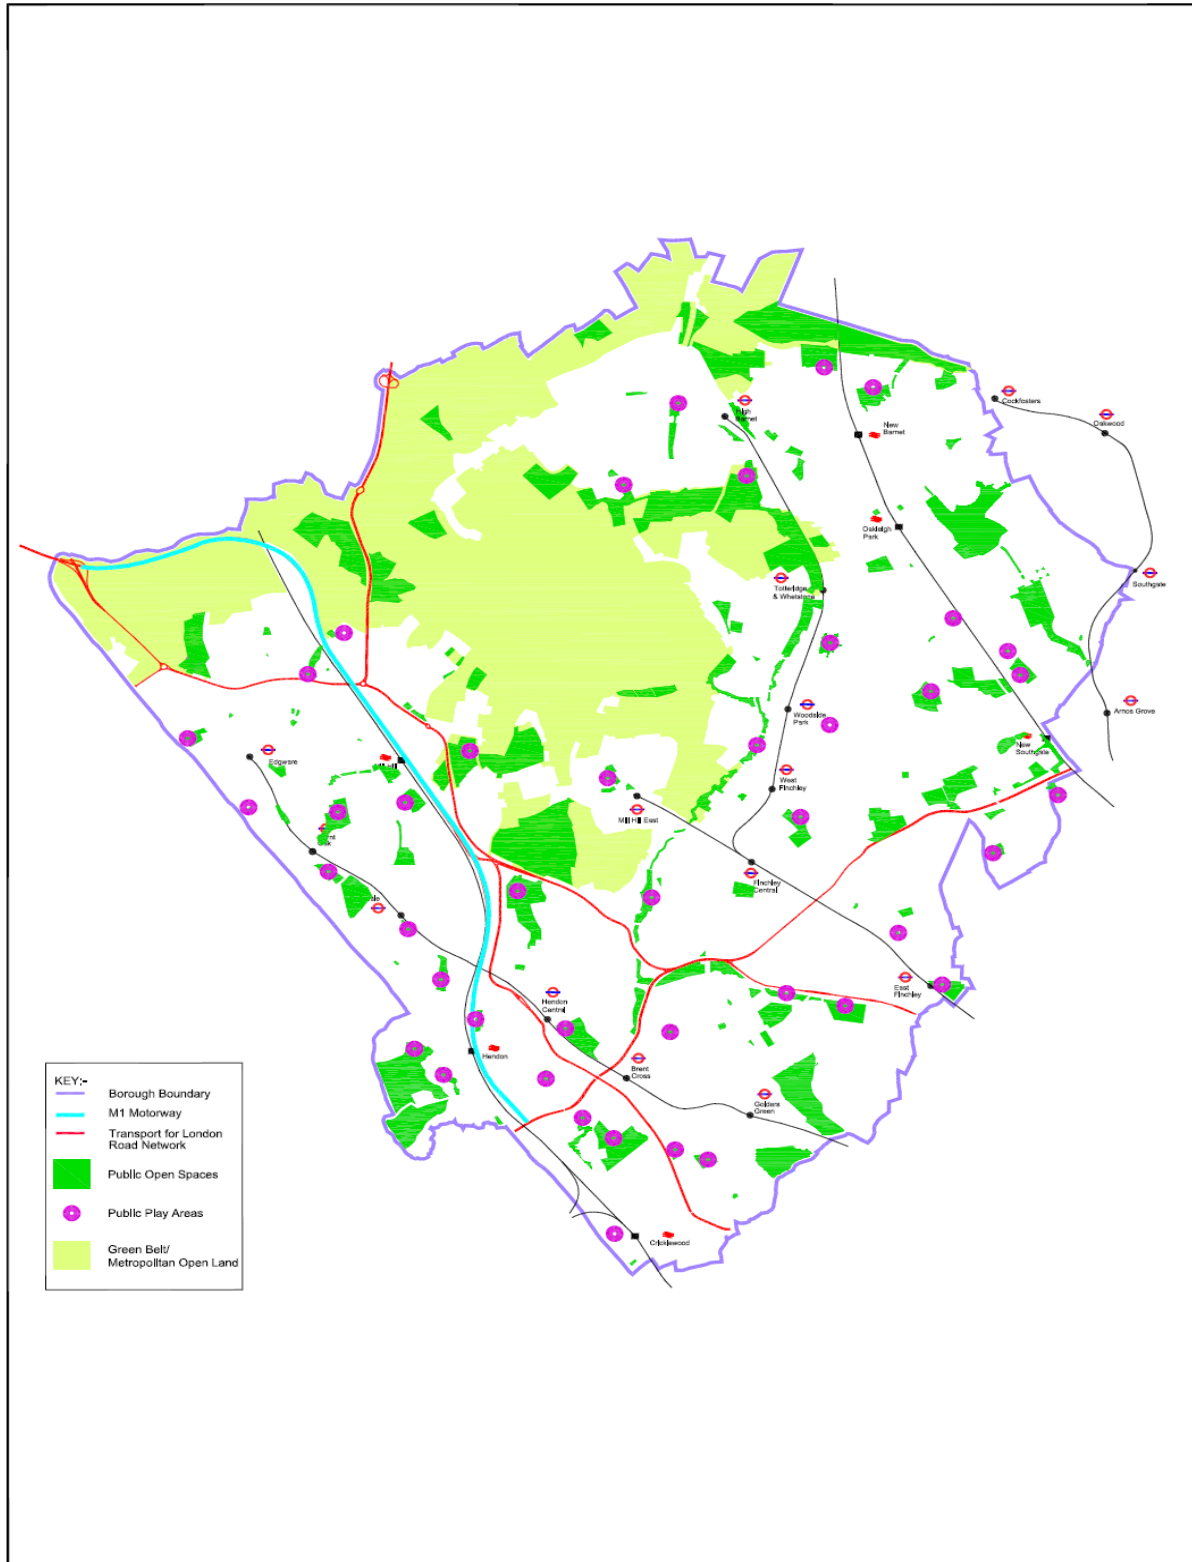 High
Barnet
Cockfosters
Oakwood
New
Barnet
Oakleigh
Park
Southgate
Totteridge
& Whetstone
Woodside
Park
Arnos Grove
New
Southgate
Edgware
West
Finchley
Mill Hill East
Finchley
Central
East
Finchley
Hendon
Central
Hendon
Brent
Cross
Golders
Green
Cricklewood
KEY:-
Borough Boundary
M1 Motorway
Transport for London
Road Network
Public Open Spaces
Public Play Areas
Green Belt/
Metropolitan Open Land